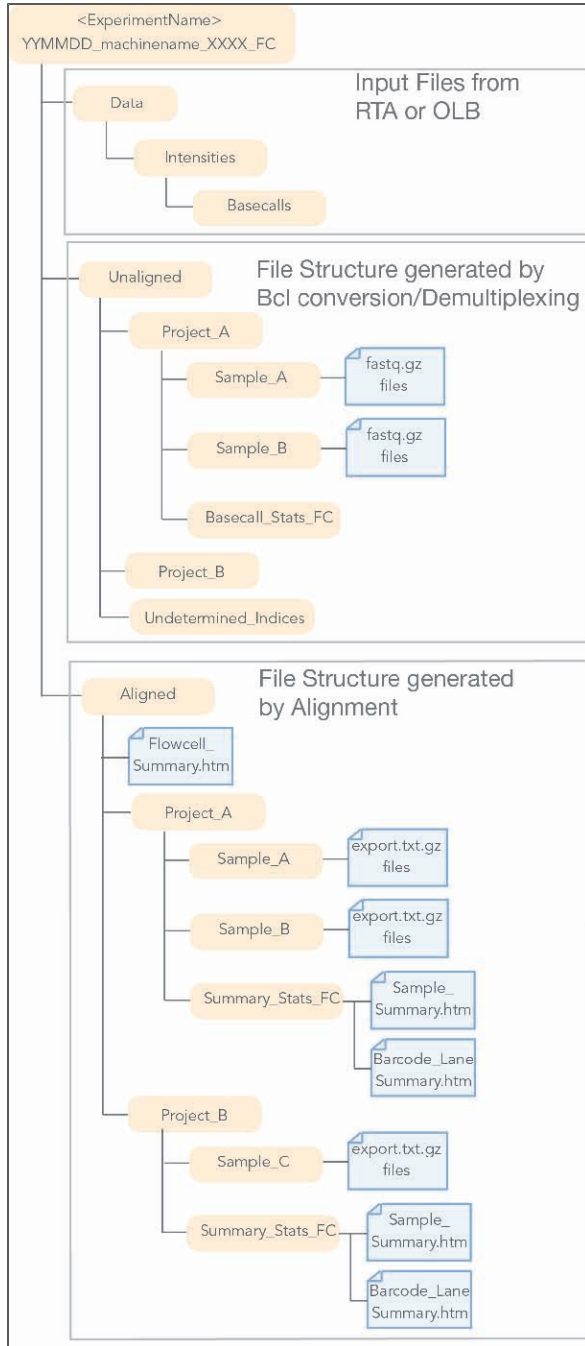 <ExperimentName>
YYMMDD_machinename_XXXX_FC
Input Files from
RTA or OLB
Data
Intensities
Basecalls
Unaligned
File Structure generated by
Bcl conversion/Demultiplexing
Project_A
Sample_A
fastq.gz
files
Sample_B
fastq.gz
files
Basecall_Stats_FC
Project_B
Undetermined_Indices
Aligned
File Structure generated
by Alignment
Flowcell_
Summary.htm
Project_A
Sample_A
export.txt.gz
files
Sample_B
export.txt.gz
files
Summary_Stats_FC
Sample_
Summary.htm
Barcode_Lane
Summary.htm
Project_B
Sample_C
export.txt.gz
files
Summary_Stats_FC
Sample_
Summary.htm
Barcode_Lane
Summary.htm